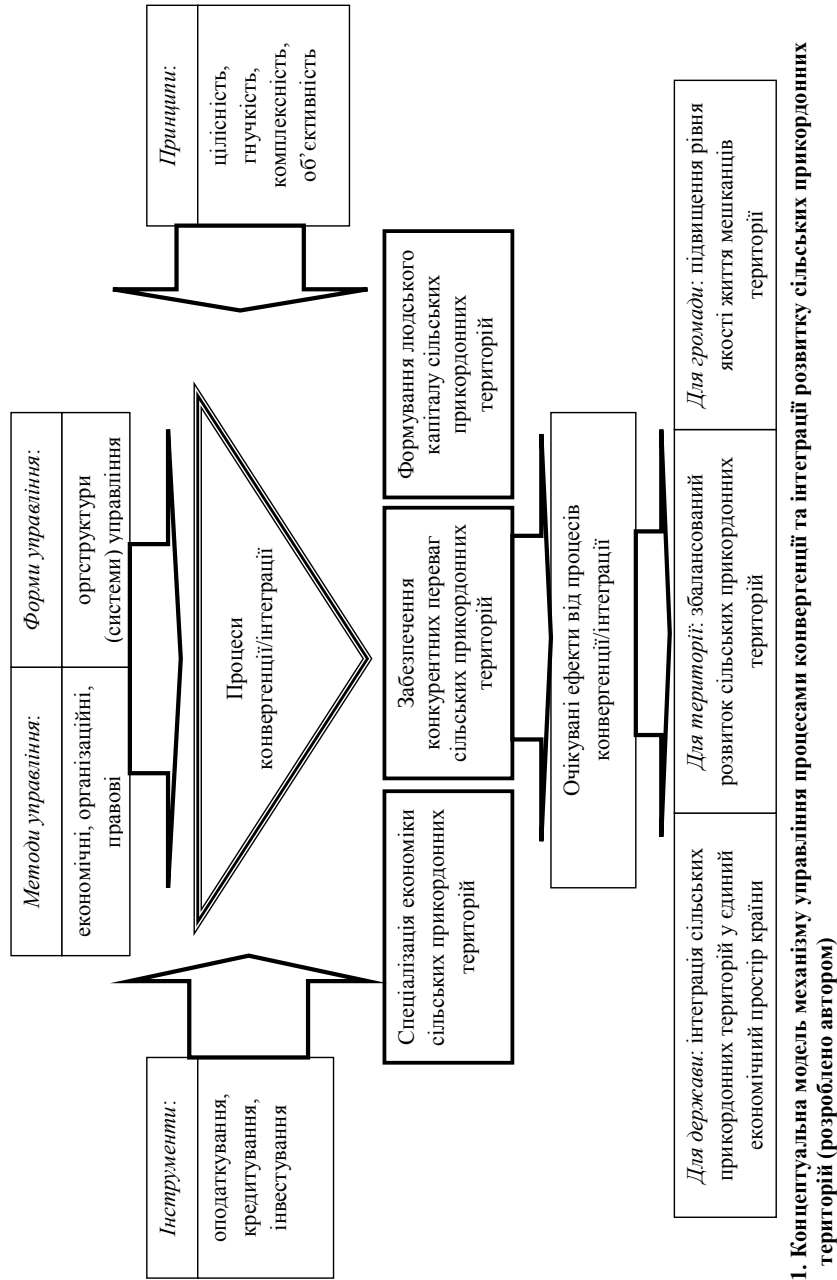 Методи управління:
економічні, організаційні,
правові
Форми управління:
оргструктури
(системи) управління
Інструменти:
оподаткування,
кредитування,
інвестування
Процеси
конвергенції/інтеграції
Принципи:
цілісність,
гнучкість,
комплексність,
об’єктивність
Спеціалізація економіки
сільських прикордонних
територій
Забезпечення
конкурентних переваг
сільських прикордонних
територій
Формування людського
капіталу сільських
прикордонних
територій
Очікувані ефекти від процесів
конвергенції/інтеграції
Для держави: інтеграція сільських
прикордонних територій у єдиний
економічний простір країни
Для території: збалансований
розвиток сільських прикордонних
територій
Для громади: підвищення рівня
якості життя мешканців
території
1. Концептуальна модель механізму управління процесами конвергенції та інтеграції розвитку сільських прикордонних
територій (розроблено автором)